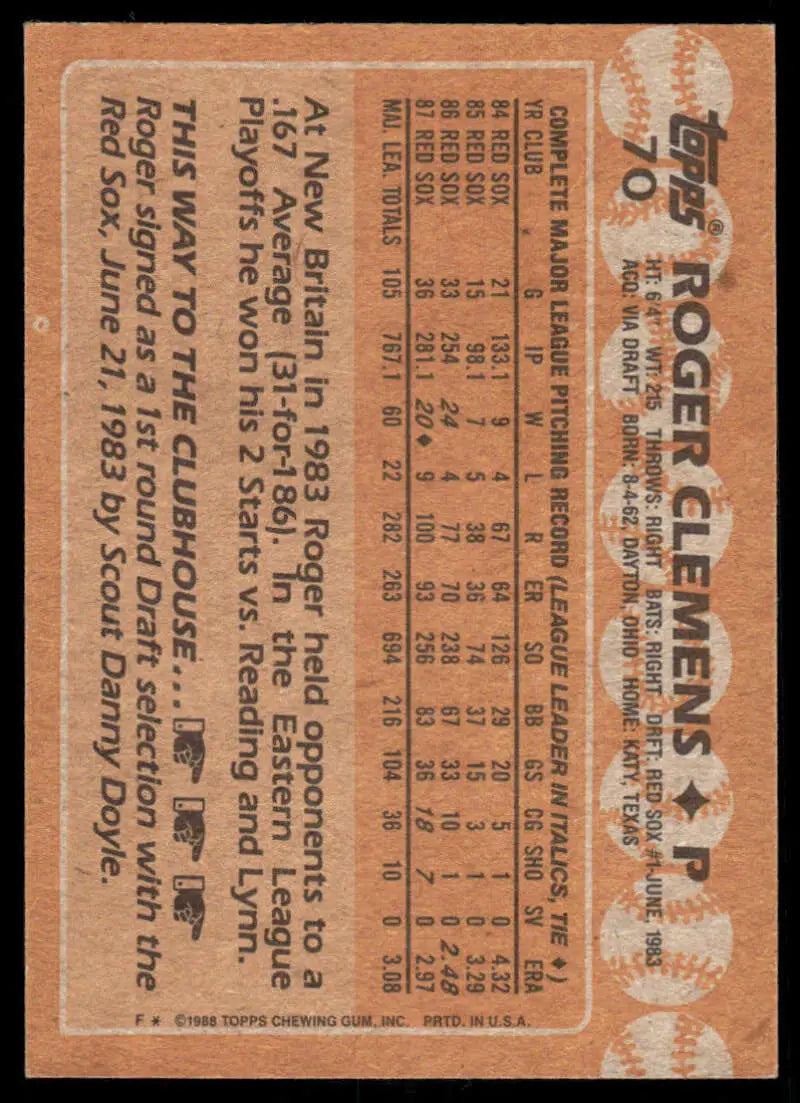 topps®
70
ROGER CLEMENS ♦ P
HT: 6'4" WT: 215 THROWS: RIGHT BATS: RIGHT DRFT: RED SOX #1-JUNE, 1983
ACQ: VIA DRAFT BORN: 8-4-62, DAYTON, OHIO HOME: KATY, TEXAS
COMPLETE MAJOR LEAGUE PITCHING RECORD (LEAGUE LEADER IN ITALICS, TIE ♦)
YR CLUB G IP W L R ER SO BB GS CG SHO SV ERA
84 RED SOX 21 133.1 9 4 67 64 126 29 20 5 1 0 4.32
85 RED SOX 15 98.1 7 5 38 36 74 37 15 3 1 0 3.29
86 RED SOX 33 254 24 4 77 70 238 67 33 10 1 0 2.48
87 RED SOX 36 281.1 20♦ 9 100 93 256 83 36 18 7 0 2.97
MAJ. LEA. TOTALS 105 767.1 60 22 282 263 694 216 104 36 10 0 3.08
At New Britain in 1983 Roger held opponents to a
.167 Average (31-for-186). In the Eastern League
Playoffs he won his 2 Starts vs. Reading and Lynn.
THIS WAY TO THE CLUBHOUSE...
Roger signed as a 1st round Draft selection with the
Red Sox, June 21, 1983 by Scout Danny Doyle.
F * ©1988 TOPPS CHEWING GUM, INC. PRTD. IN U.S.A.